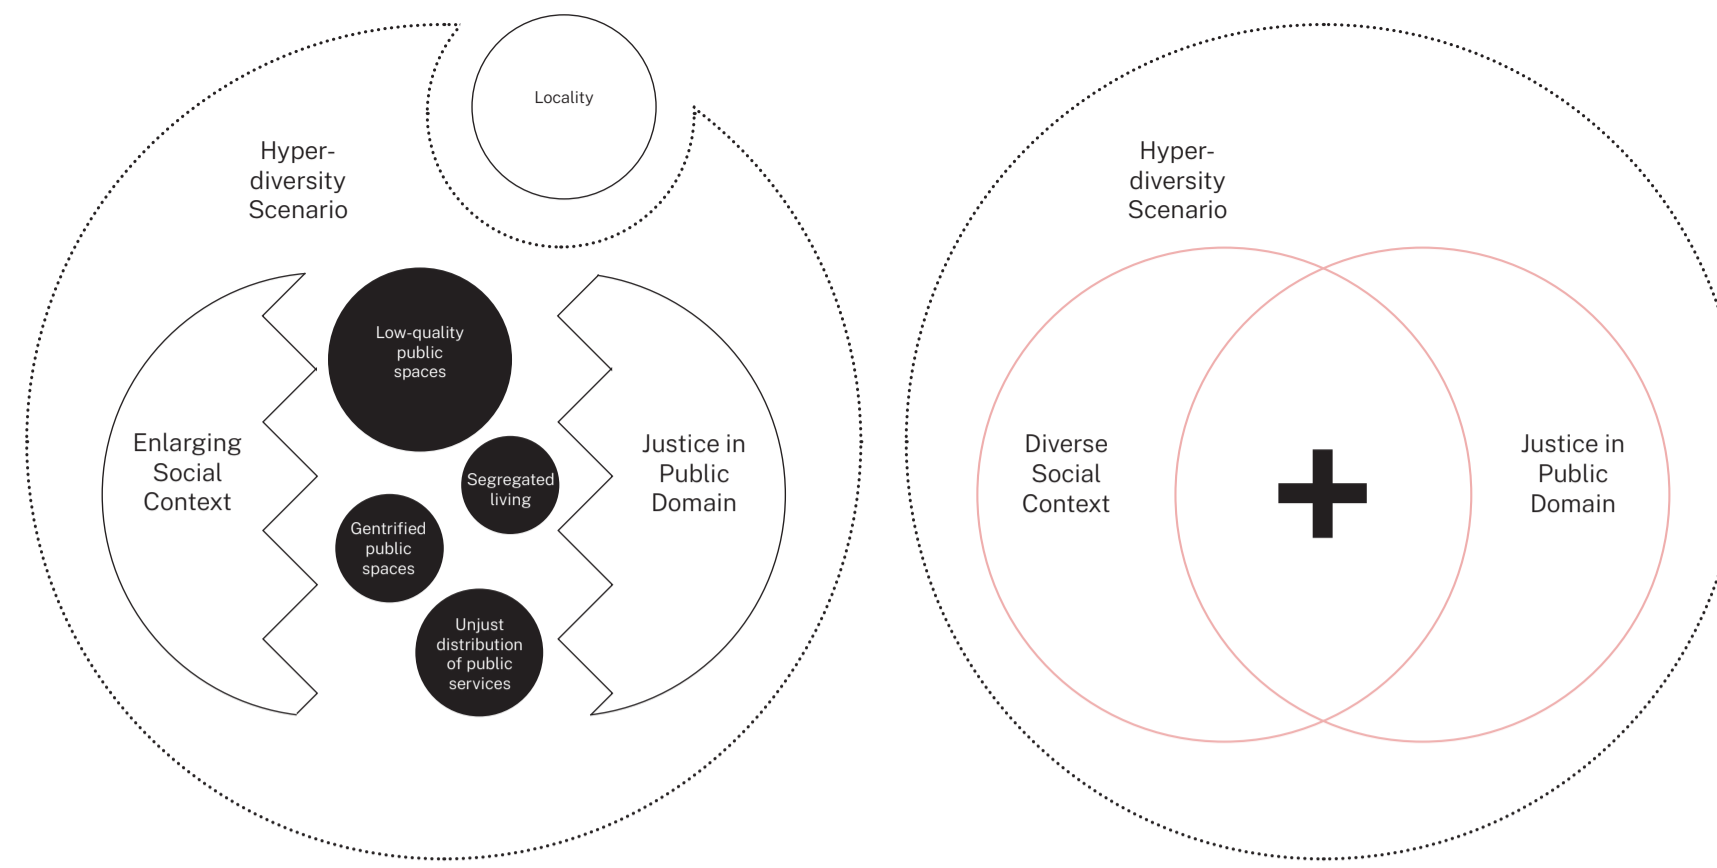 Locality
Hyper-
diversity
Scenario
Low-quality
public
spaces
Enlarging
Social
Context
Segregated
living
Gentrified
public
spaces
Unjust
distribution
of public
services
Justice in
Public
Domain
Hyper-
diversity
Scenario
Diverse
Social
Context
Justice in
Public
Domain